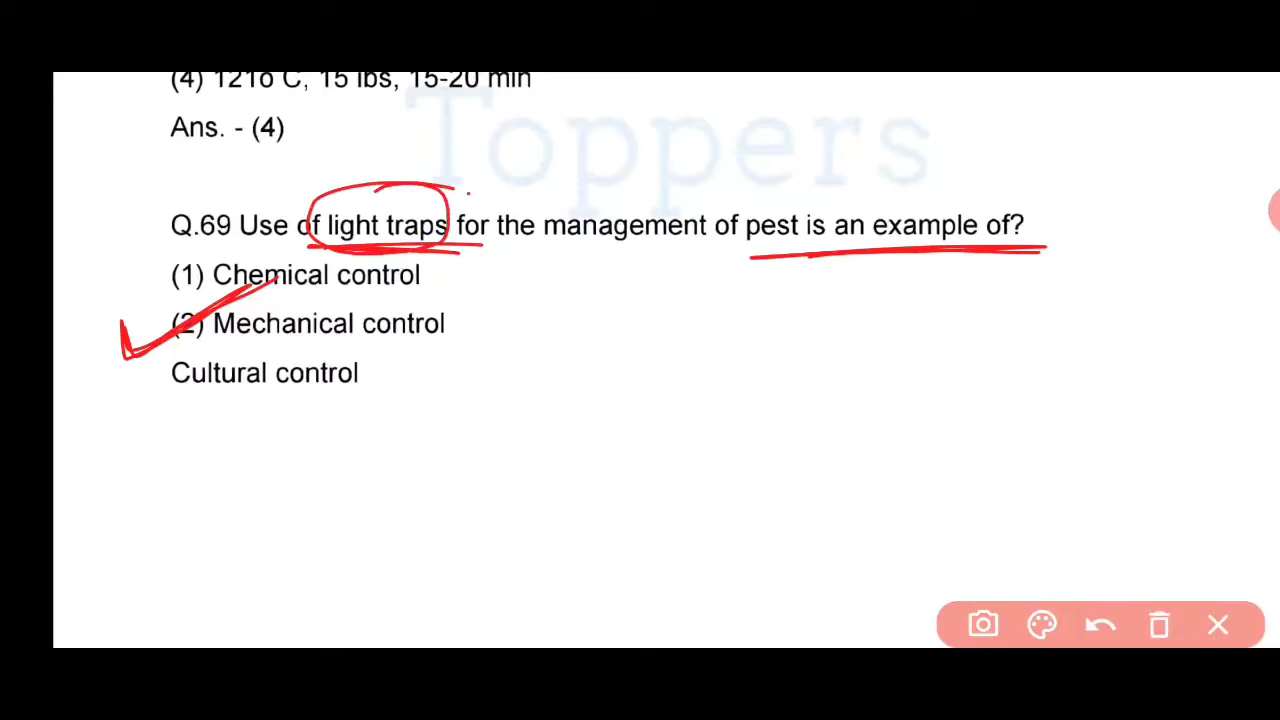 (4) 121o C, 15 lbs, 15-20 min
Ans. - (4)
Toppers
Q.69 Use of light traps for the management of pest is an example of?
(1) Chemical control
(2) Mechanical control
Cultural control